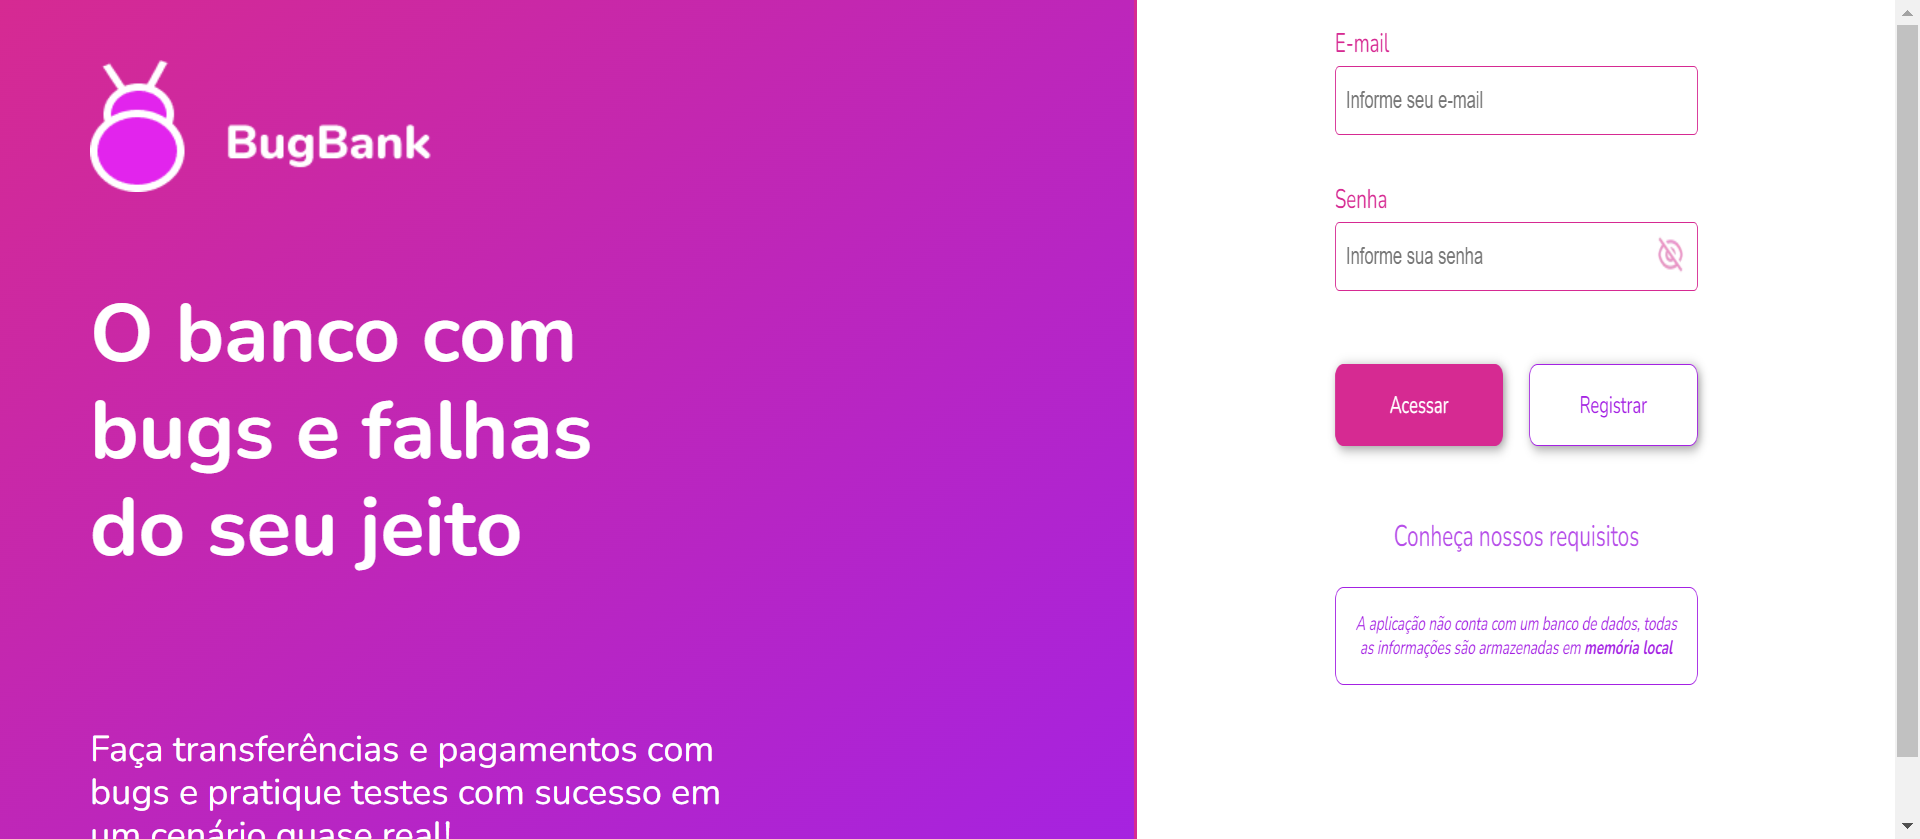 BugBank
O banco com
bugs e falhas
do seu jeito
Faça transferências e pagamentos com
bugs e pratique testes com sucesso em
um cenário quase real!
E-mail
Informe seu e-mail
Senha
Informe sua senha
Acessar
Registrar
Conheça nossos requisitos
A aplicação não conta com um banco de dados, todas
as informações são armazenadas em memória local